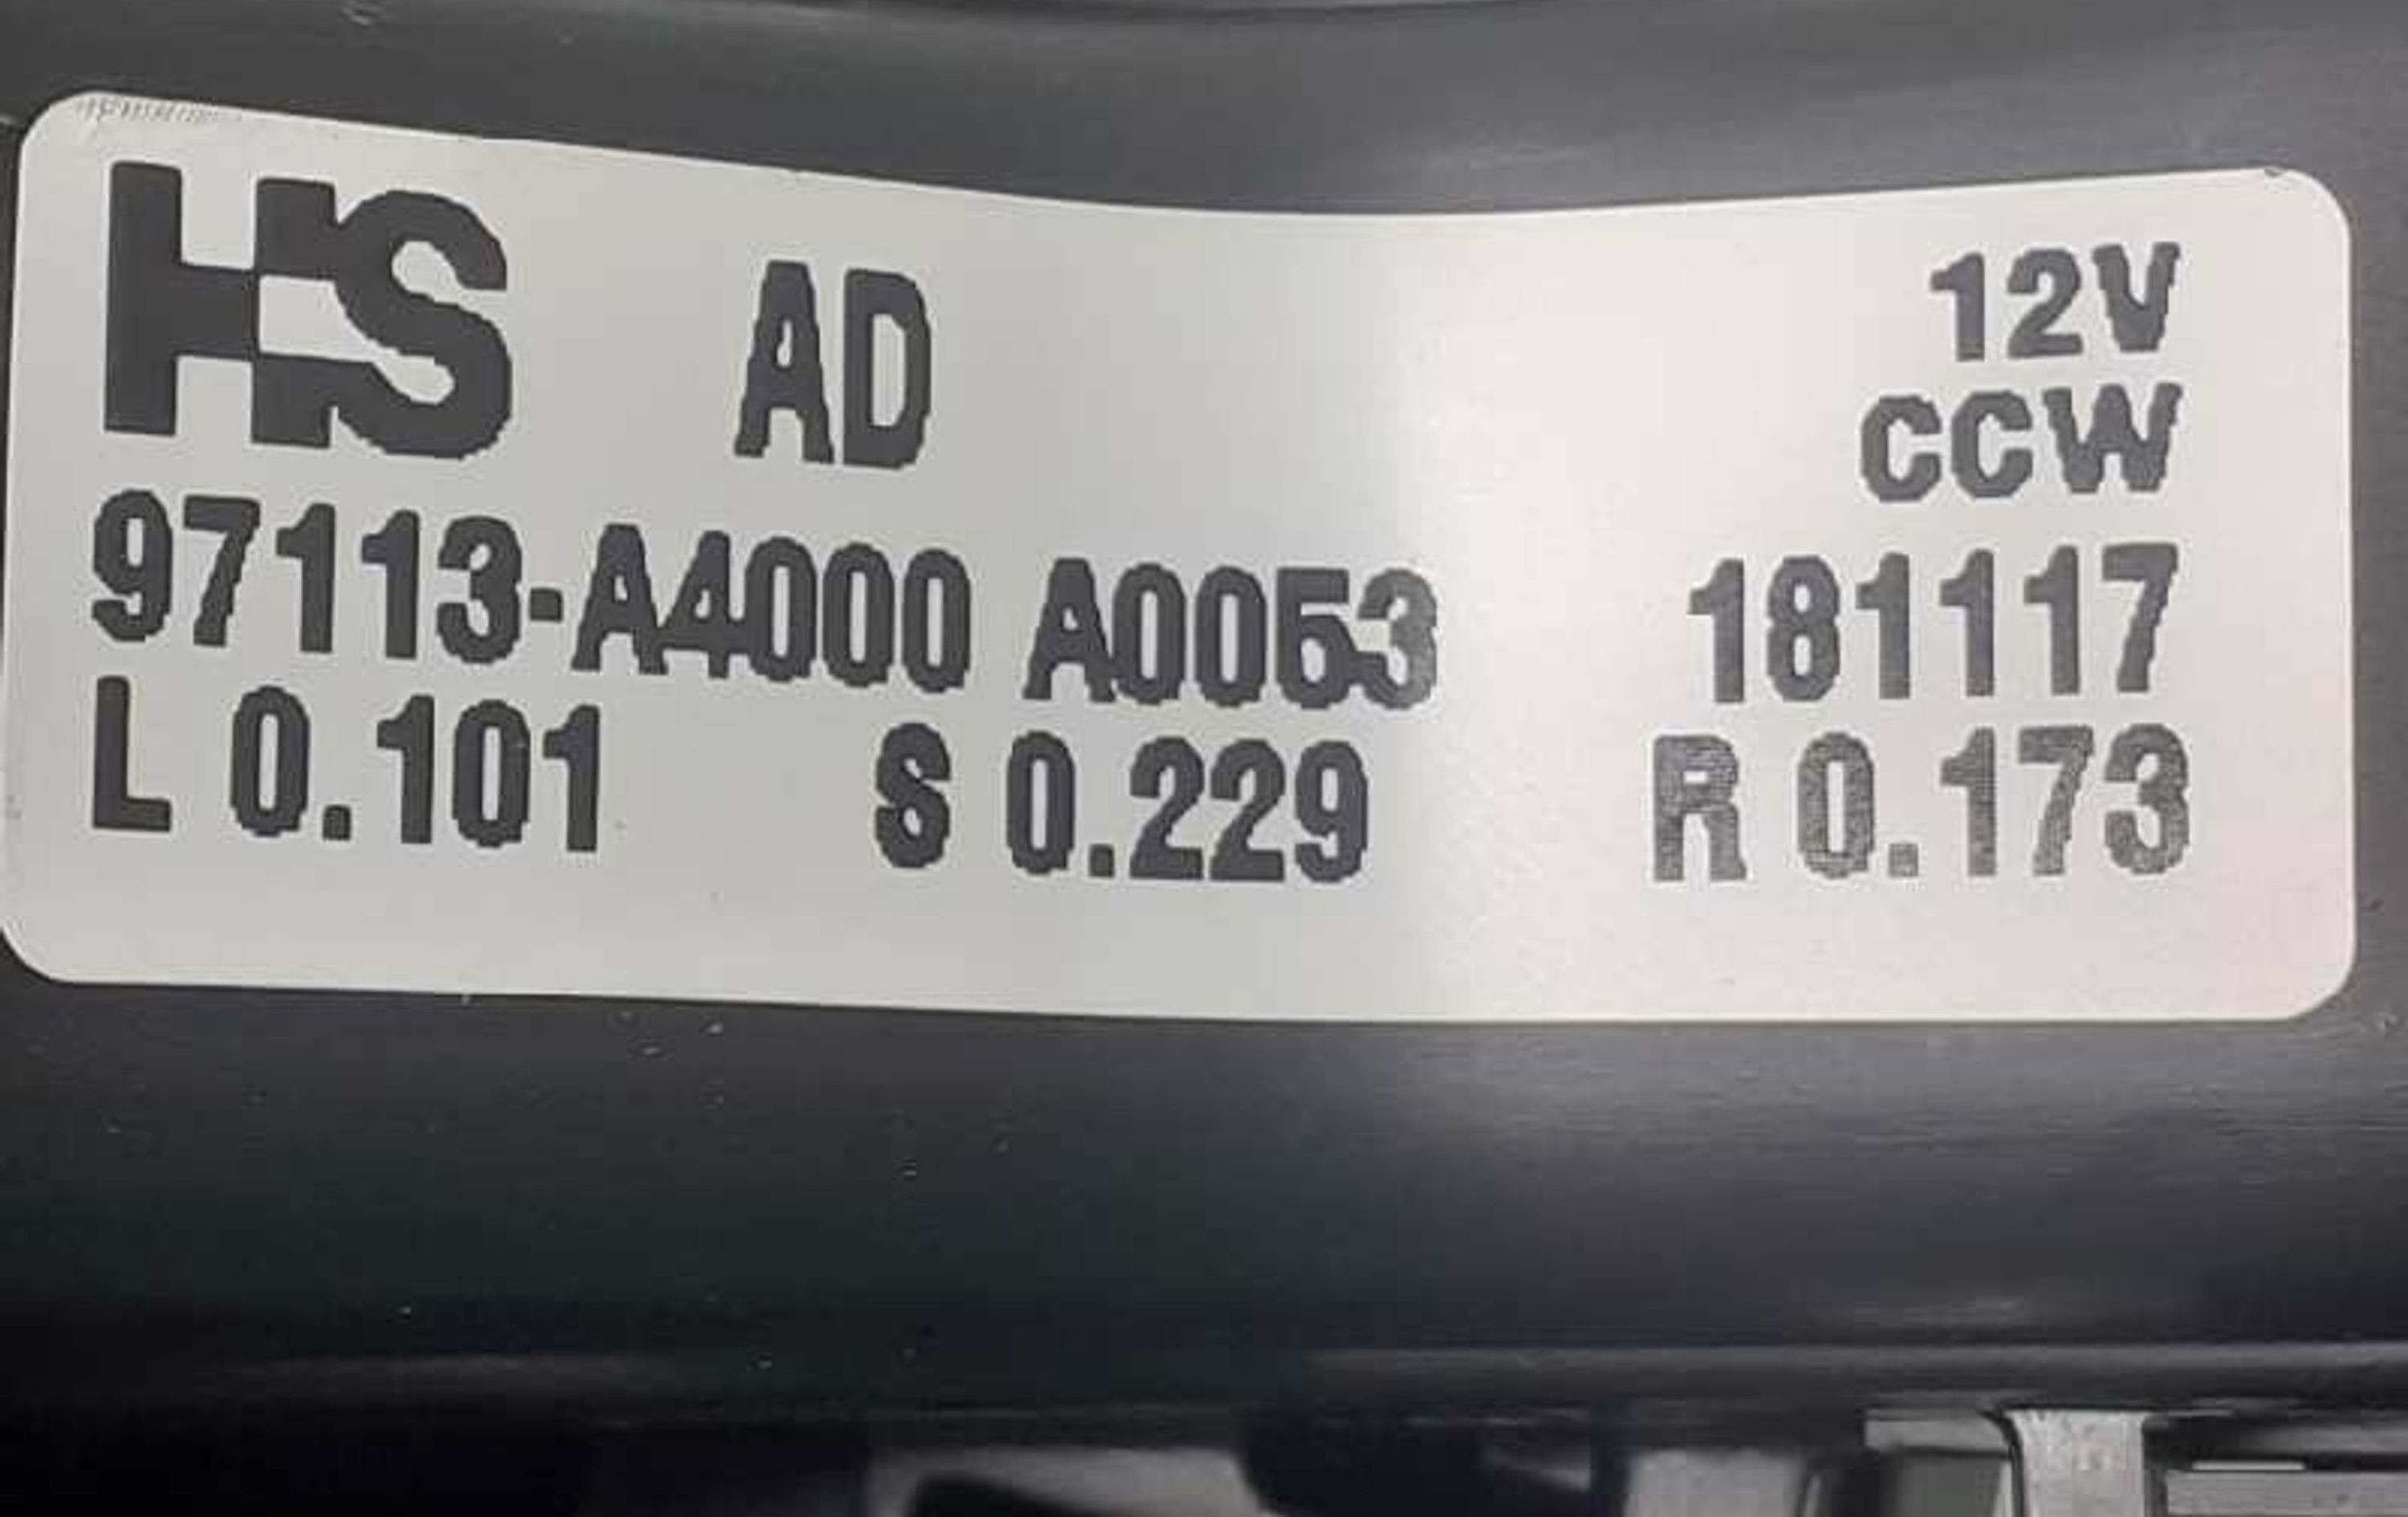 HS AD 12V
CCW
97113-A4000 A0053 181117
L 0.101 S 0.229 R 0.173